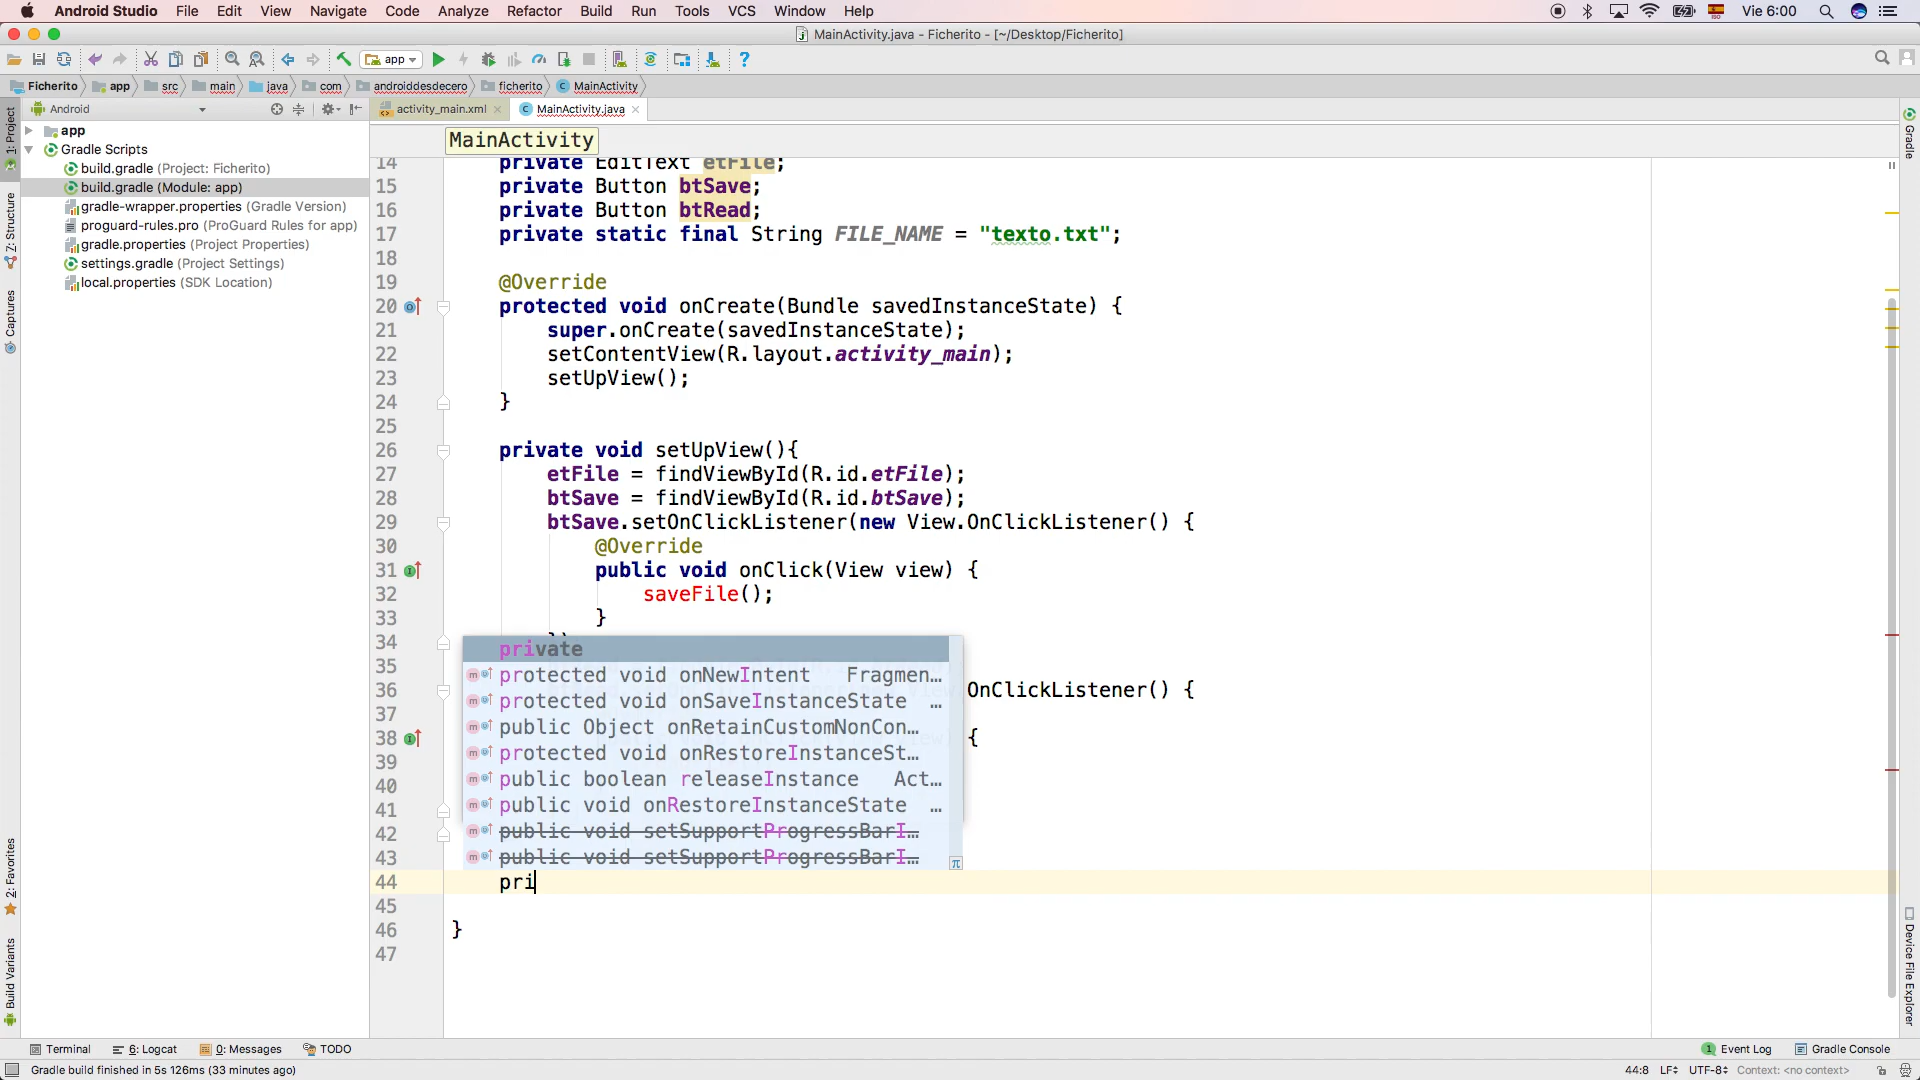 Android Studio File Edit View Navigate Code Analyze Refactor Build Run Tools VCS Window Help Vie 6:00
MainActivity.java - Ficherito - [~/Desktop/Ficherito]
app
Ficherito app src main java com androiddesdecero ficherito MainActivity
Android
activity_main.xml
MainActivity.java
1: Project
Z: Structure
Captures
2: Favorites
Build Variants
app
Gradle Scripts
build.gradle (Project: Ficherito)
build.gradle (Module: app)
gradle-wrapper.properties (Gradle Version)
proguard-rules.pro (ProGuard Rules for app)
gradle.properties (Project Properties)
settings.gradle (Project Settings)
local.properties (SDK Location)
MainActivity
14 private EditText etFile;
15 private Button btSave;
16 private Button btRead;
17 private static final String FILE_NAME = "texto.txt";
18
19 @Override
20 protected void onCreate(Bundle savedInstanceState) {
21 super.onCreate(savedInstanceState);
22 setContentView(R.layout.activity_main);
23 setUpView();
24 }
25
26 private void setUpView(){
27 etFile = findViewById(R.id.etFile);
28 btSave = findViewById(R.id.btSave);
29 btSave.setOnClickListener(new View.OnClickListener() {
30 @Override
31 public void onClick(View view) {
32 saveFile();
33 }
34
35
36 OnClickListener() {
37
38 {
39
40
41
42
43
44 pri
45
46 }
47
private
protected void onNewIntent Fragmen…
protected void onSaveInstanceState …
public Object onRetainCustomNonCon…
protected void onRestoreInstanceSt…
public boolean releaseInstance Act…
public void onRestoreInstanceState …
public void setSupportProgressBarI…
public void setSupportProgressBarI…
π
Gradle
Device File Explorer
Terminal 6: Logcat 0: Messages TODO 1 Event Log Gradle Console
Gradle build finished in 5s 126ms (33 minutes ago) 44:8 LF UTF-8 Context: <no context>